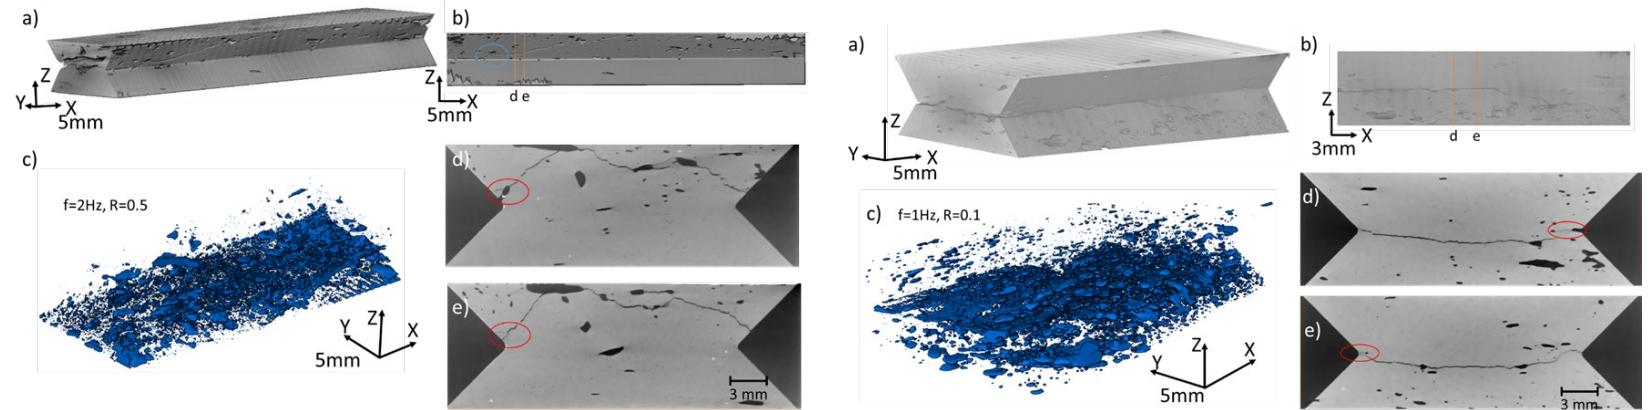 a)
Z
Y
X
5mm
b)
Z
X
5mm
d e
c)
f=2Hz, R=0.5
Y
Z
X
5mm
d)
e)
3 mm
a)
Z
Y
X
5mm
b)
Z
X
3mm
d
e
c)
f=1Hz, R=0.1
Y
Z
X
5mm
d)
e)
3 mm